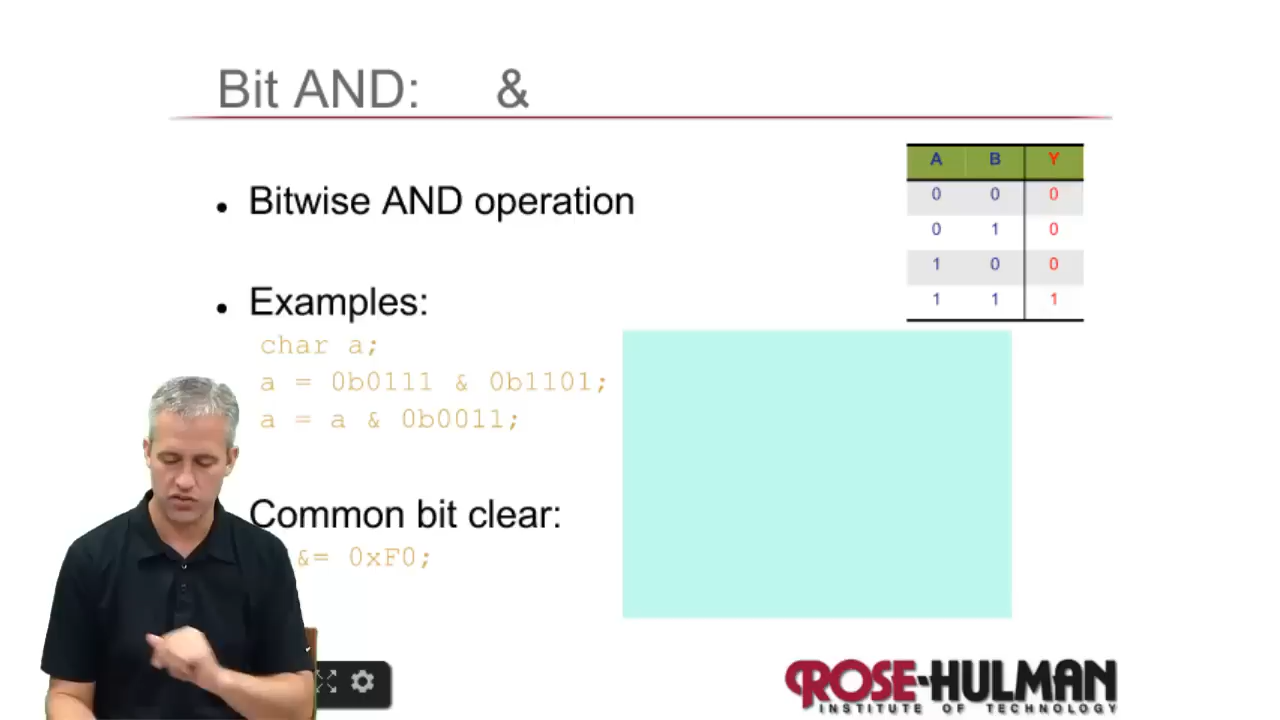 Bit AND: &
• Bitwise AND operation
A B Y
0 0 0
0 1 0
1 0 0
1 1 1
• Examples:
char a;
a = 0b0111 & 0b1101;
a = a & 0b0011;
Common bit clear:
&= 0xF0;
ROSE-HULMAN
INSTITUTE OF TECHNOLOGY